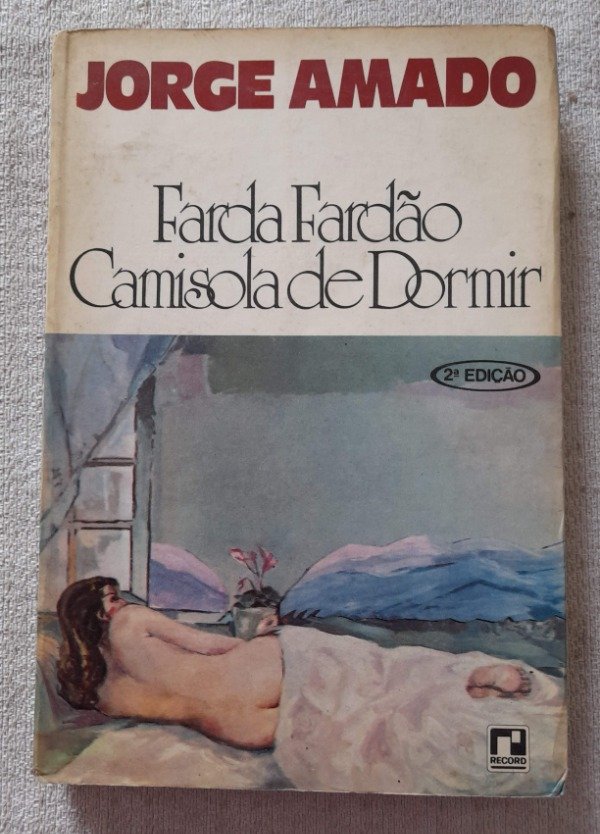 JORGE AMADO
Farda Fardão
Camisola de Dormir
2ª EDIÇÃO
RECORD